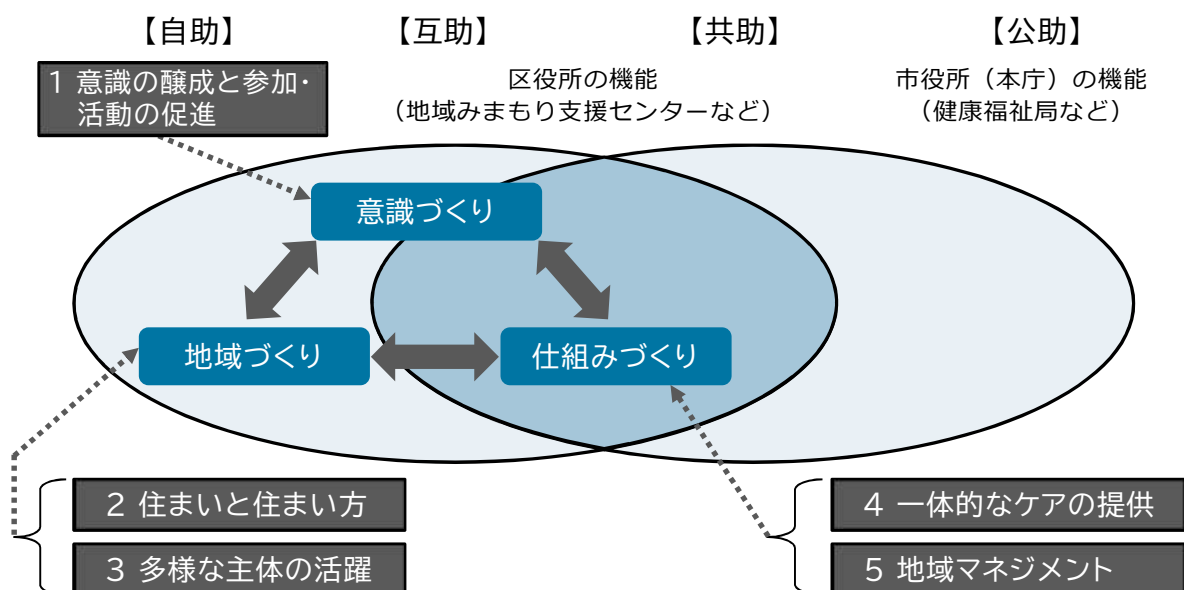 【自助】
【互助】
【共助】
【公助】
1 意識の醸成と参加・
活動の促進
区役所の機能
（地域みまもり支援センターなど）
市役所（本庁）の機能
（健康福祉局など）
意識づくり
地域づくり
仕組みづくり
2 住まいと住まい方
3 多様な主体の活躍
4 一体的なケアの提供
5 地域マネジメント